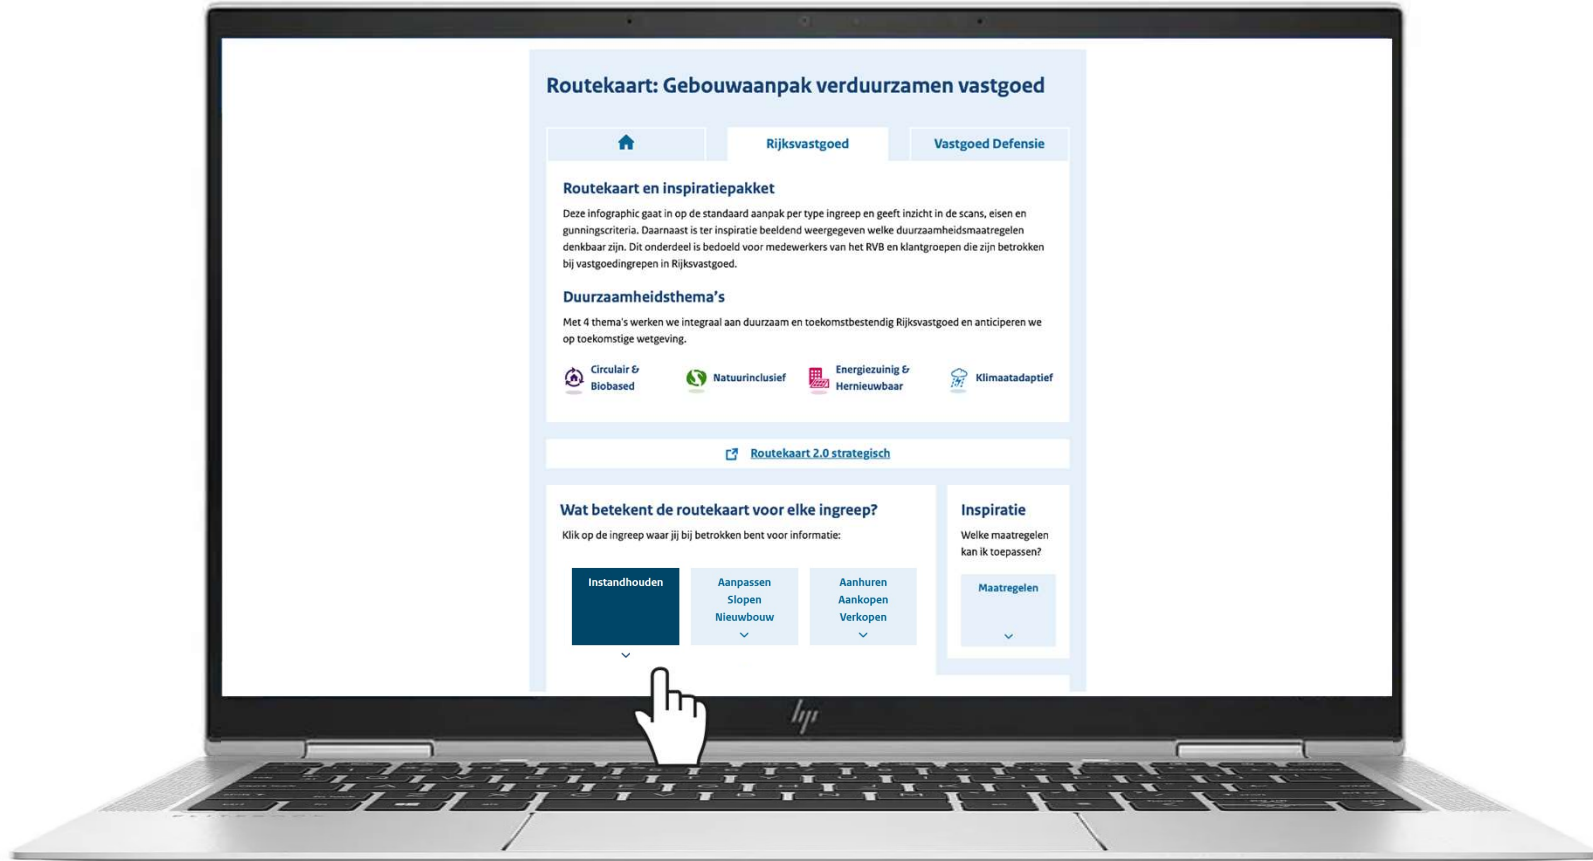 Routekaart: Gebouwaanpak verduurzamen vastgoed
Rijksvastgoed
Vastgoed Defensie
Routekaart en inspiratiepakket
Deze infographic gaat in op de standaard aanpak per type ingreep en geeft inzicht in de scans, eisen en
gunningscriteria. Daarnaast is ter inspiratie beeldend weergegeven welke duurzaamheidsmaatregelen
denkbaar zijn. Dit onderdeel is bedoeld voor medewerkers van het RVB en klantgroepen die zijn betrokken
bij vastgoedingrepen in Rijksvastgoed.
Duurzaamheidsthema's
Met 4 thema's werken we integraal aan duurzaam en toekomstbestendig Rijksvastgoed en anticiperen we
op toekomstige wetgeving.
Circulair &
Biobased
Natuurinclusief
Energiezuinig &
Hernieuwbaar
Klimaatadaptief
Routekaart 2.0 strategisch
Wat betekent de routekaart voor elke ingreep?
Klik op de ingreep waar jij bij betrokken bent voor informatie:
Instandhouden
Aanpassen
Slopen
Nieuwbouw
Aanhuren
Aankopen
Verkopen
Inspiratie
Welke maatregelen
kan ik toepassen?
Maatregelen
hp